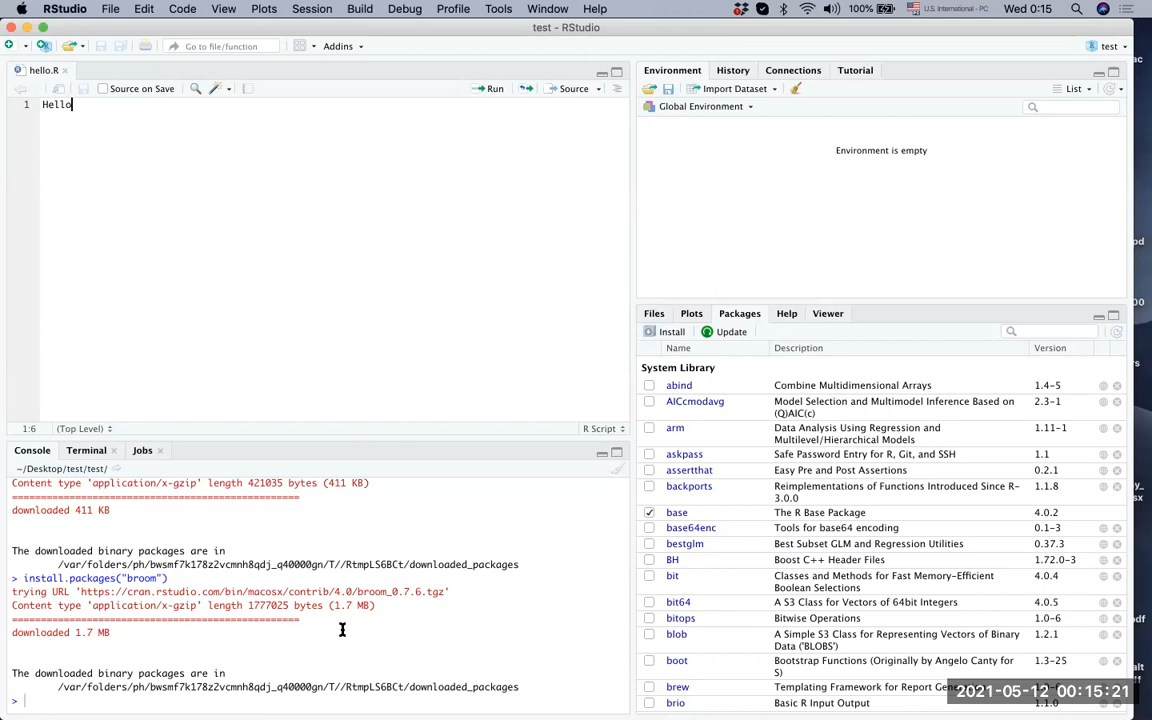 RStudio File Edit Code View Plots Session Build Debug Profile Tools Window Help 100% U.S. International - PC Wed 0:15
test - RStudio
Go to file/function Addins test
hello.R
Source on Save Run Source
1 Hello
1:6 (Top Level) R Script
Console Terminal Jobs
~/Desktop/test/test/
Content type 'application/x-gzip' length 421035 bytes (411 KB)
==================================================
downloaded 411 KB
The downloaded binary packages are in
/var/folders/ph/bwsmf7k178z2vcmnh8qdj_q40000gn/T//RtmpLS6BCt/downloaded_packages
> install.packages("broom")
trying URL 'https://cran.rstudio.com/bin/macosx/contrib/4.0/broom_0.7.6.tgz'
Content type 'application/x-gzip' length 1777025 bytes (1.7 MB)
==================================================
downloaded 1.7 MB
The downloaded binary packages are in
/var/folders/ph/bwsmf7k178z2vcmnh8qdj_q40000gn/T//RtmpLS6BCt/downloaded_packages
>
Environment History Connections Tutorial
Import Dataset List
Global Environment
Environment is empty
Files Plots Packages Help Viewer
Install Update
Name Description Version
System Library
abind Combine Multidimensional Arrays 1.4-5
AICcmodavg Model Selection and Multimodel Inference Based on 2.3-1
(Q)AIC(c)
arm Data Analysis Using Regression and 1.11-1
Multilevel/Hierarchical Models
askpass Safe Password Entry for R, Git, and SSH 1.1
assertthat Easy Pre and Post Assertions 0.2.1
backports Reimplementations of Functions Introduced Since R- 1.1.8
3.0.0
base The R Base Package 4.0.2
base64enc Tools for base64 encoding 0.1-3
bestglm Best Subset GLM and Regression Utilities 0.37.3
BH Boost C++ Header Files 1.72.0-3
bit Classes and Methods for Fast Memory-Efficient 4.0.4
Boolean Selections
bit64 A S3 Class for Vectors of 64bit Integers 4.0.5
bitops Bitwise Operations 1.0-6
blob A Simple S3 Class for Representing Vectors of Binary 1.2.1
Data ('BLOBS')
boot Bootstrap Functions (Originally by Angelo Canty for 1.3-25
S)
brew Templating Framework for Report
brio Basic R Input Output 1.1.0
2021-05-12 00:15:21